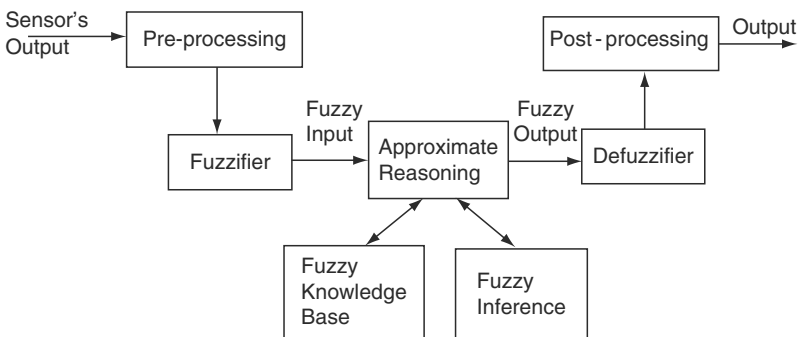 Sensor's
Output
Pre-processing
Post-processing
Output
Fuzzy
Input
Fuzzy
Output
Fuzzifier
Approximate
Reasoning
Defuzzifier
Fuzzy
Knowledge
Base
Fuzzy
Inference